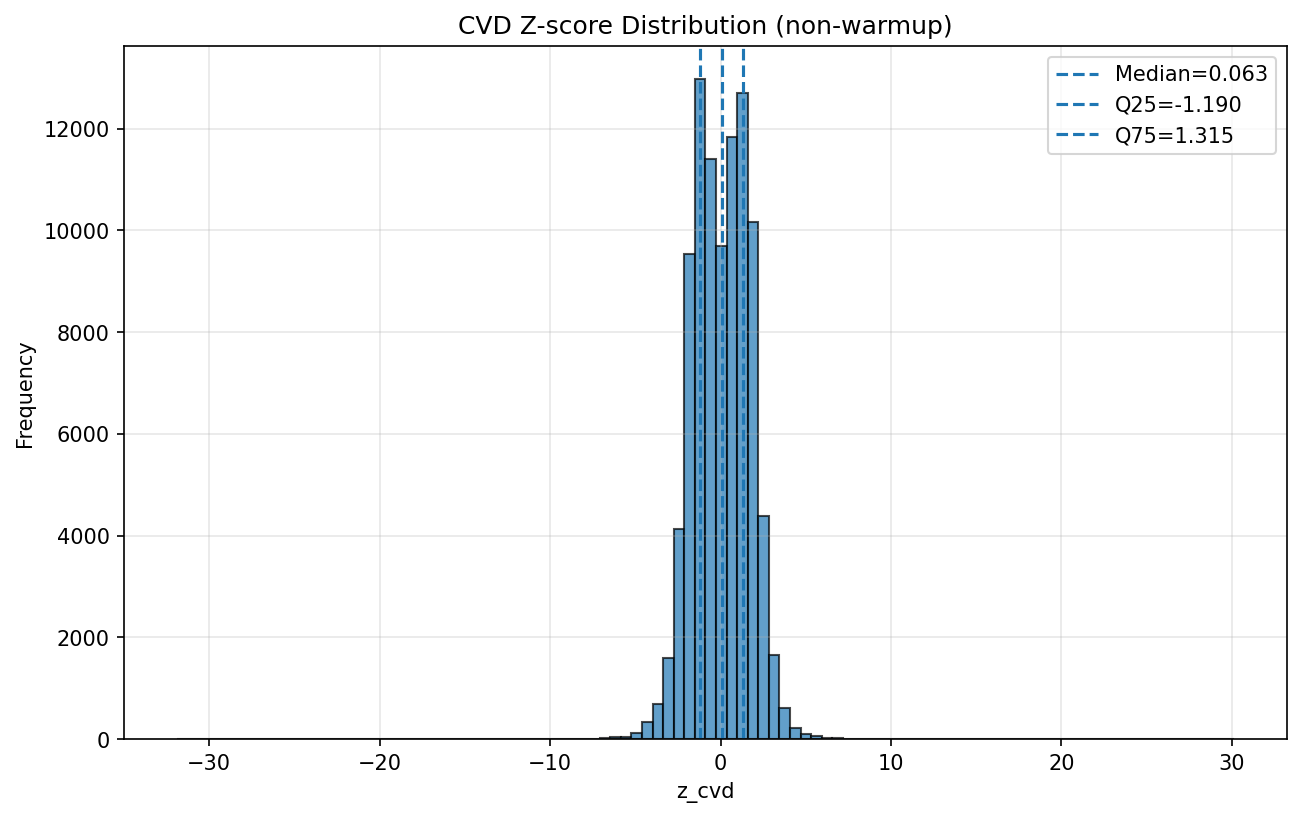 CVD Z-score Distribution (non-warmup)
Median=0.063
Q25=-1.190
Q75=1.315
Frequency
12000
10000
8000
6000
4000
2000
0
−30
−20
−10
0
10
20
30
z_cvd